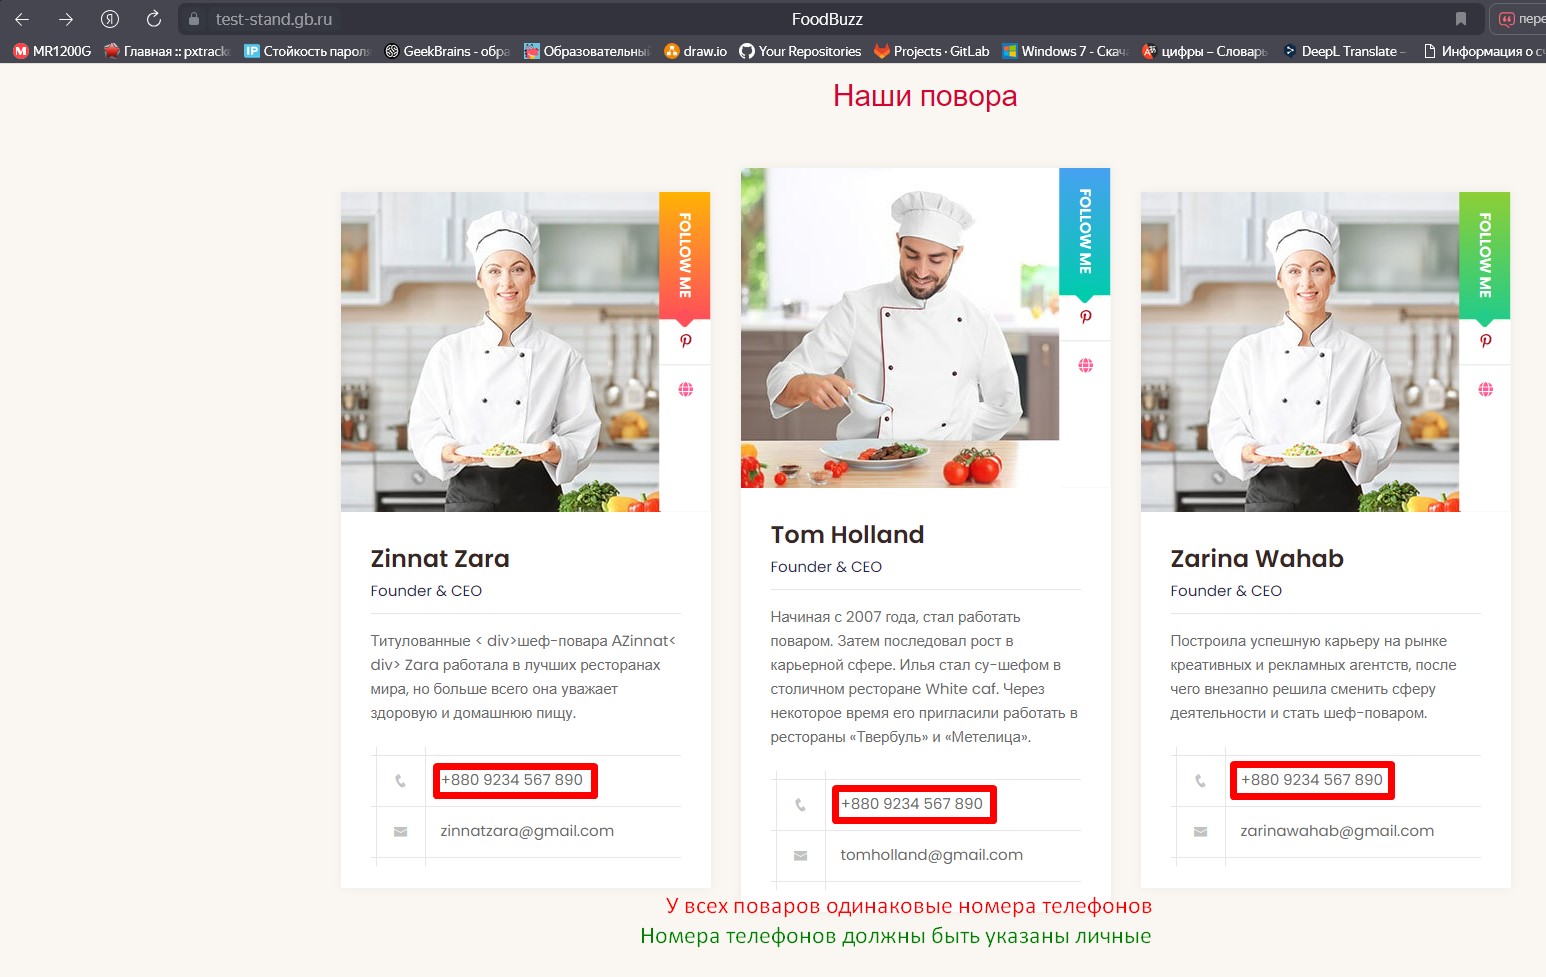 test-stand.gb.ru
FoodBuzz
MR1200G
Главная :: pxtrack
IP Стойкость пароля
GeekBrains - обра
Образовательны
draw.io
Your Repositories
Projects · GitLab
Windows 7 - Скач
цифры – Словарь
DeepL Translate –
Информация о сч
Наши повора
FOLLOW ME
Zinnat Zara
Founder & CEO
Титулованные < div>шеф-повара AZinnat<
div> Zara работала в лучших ресторанах
мира, но больше всего она уважает
здоровую и домашнюю пищу.
+880 9234 567 890
zinnatzara@gmail.com
FOLLOW ME
Tom Holland
Founder & CEO
Начиная с 2007 года, стал работать
поваром. Затем последовал рост в
карьерной сфере. Илья стал су-шефом в
столичном ресторане White caf. Через
некоторое время его пригласили работать в
рестораны «Твербуль» и «Метелица».
+880 9234 567 890
tomholland@gmail.com
FOLLOW ME
Zarina Wahab
Founder & CEO
Построила успешную карьеру на рынке
креативных и рекламных агентств, после
чего внезапно решила сменить сферу
деятельности и стать шеф-поваром.
+880 9234 567 890
zarinawahab@gmail.com
У всех поваров одинаковые номера телефонов
Номера телефонов должны быть указаны личные